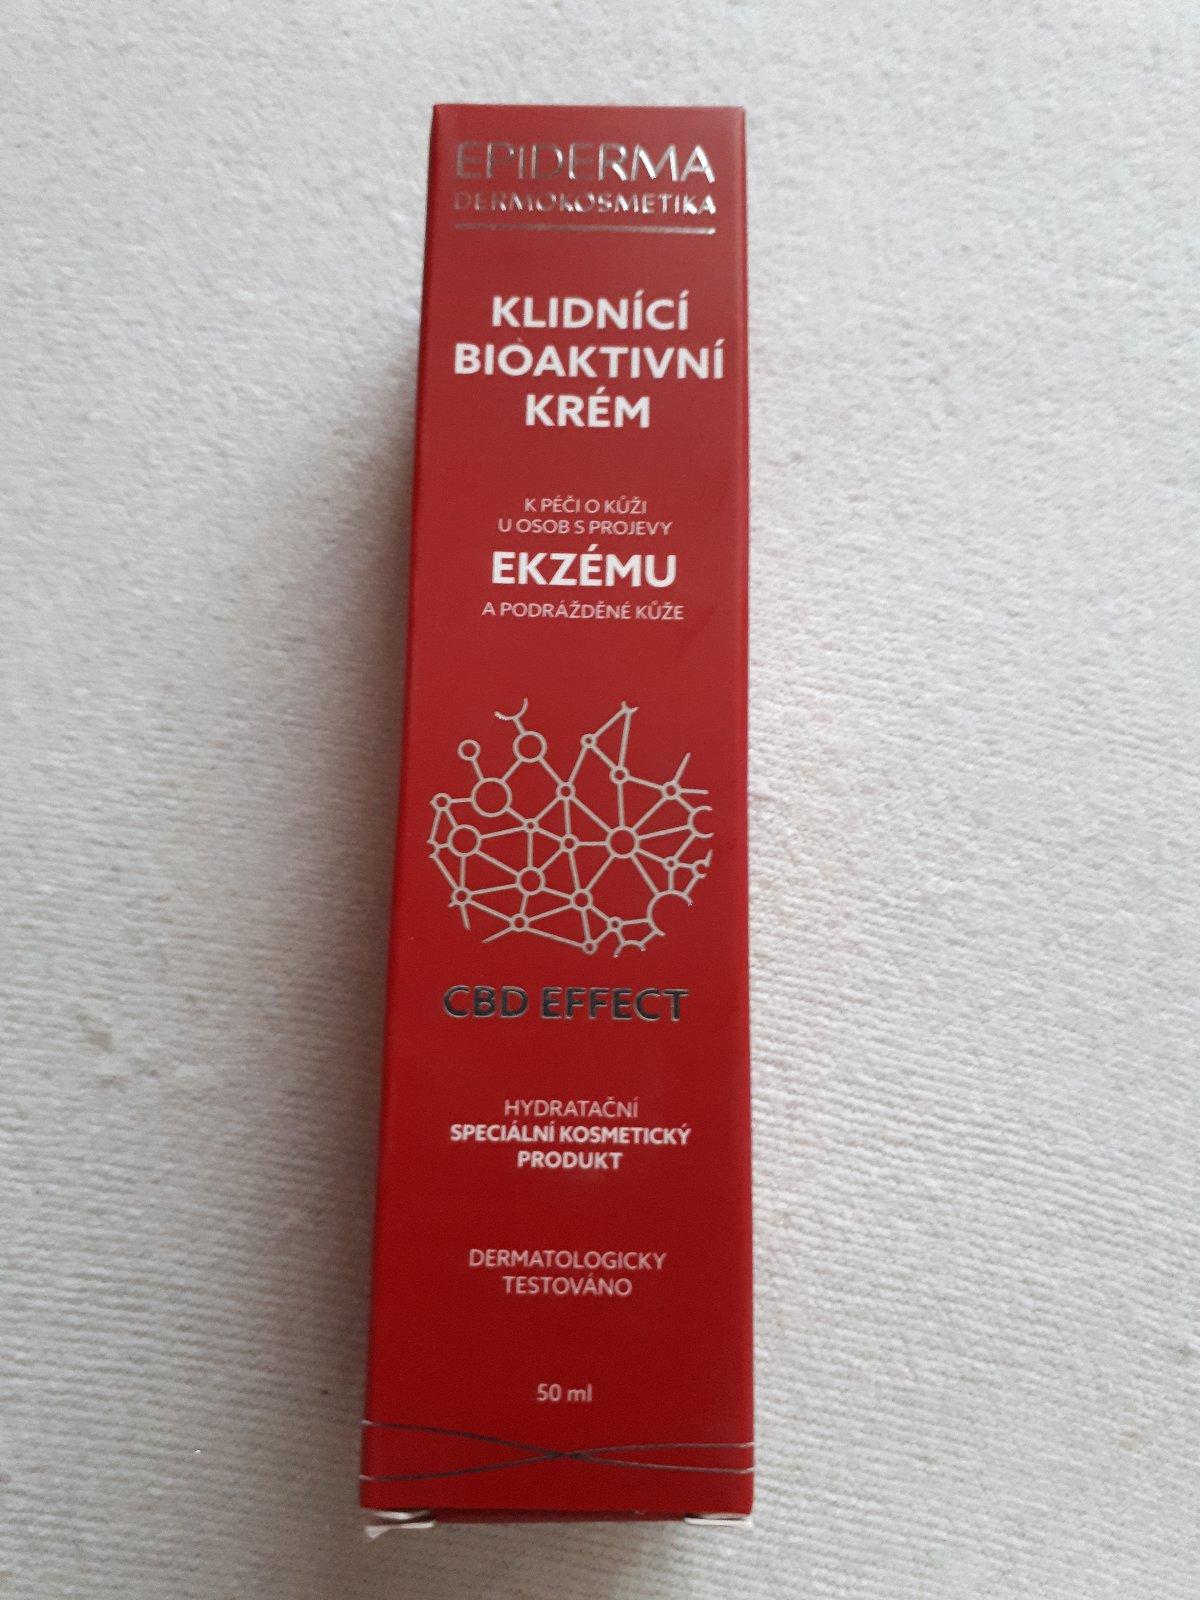 EPIDERMA
DERMOKOSMETIKA
KLIDNÍCÍ
BIOAKTIVNÍ
KRÉM
K PÉČI O KŮŽI
U OSOB S PROJEVY
EKZÉMU
A PODRÁŽDĚNÉ KŮŽE
CBD EFFECT
HYDRATAČNÍ
SPECIÁLNÍ KOSMETICKÝ
PRODUKT
DERMATOLOGICKY
TESTOVÁNO
50 ml